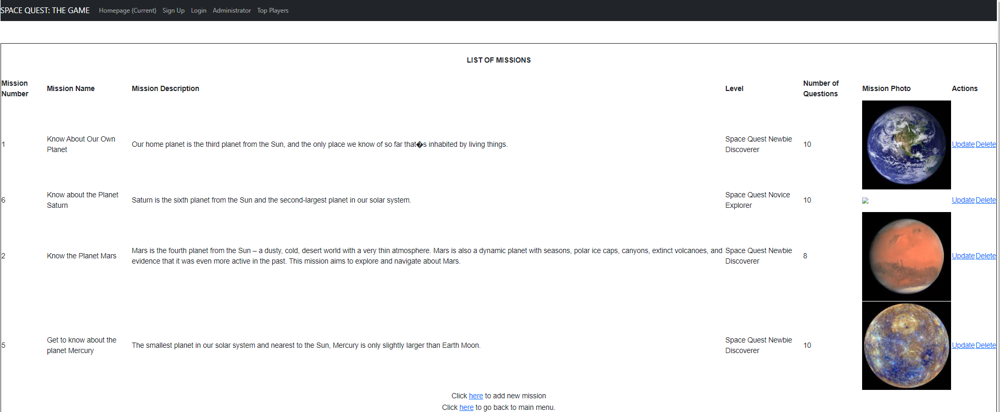 SPACE QUEST: THE GAME Homepage (Current) Sign Up Login Administrator Top Players
LIST OF MISSIONS
Mission Number Mission Name Mission Description Level Number of Questions Mission Photo Actions
1 Know About Our Own Planet Our home planet is the third planet from the Sun, and the only place we know of so far that�s inhabited by living things. Space Quest Newbie Discoverer 10 Update Delete
6 Know about the Planet Saturn Saturn is the sixth planet from the Sun and the second-largest planet in our solar system. Space Quest Novice Explorer 10 Update Delete
2 Know the Planet Mars Mars is the fourth planet from the Sun – a dusty, cold, desert world with a very thin atmosphere. Mars is also a dynamic planet with seasons, polar ice caps, canyons, extinct volcanoes, and evidence that it was even more active in the past. This mission aims to explore and navigate about Mars. Space Quest Newbie Discoverer 8 Update Delete
5 Get to know about the planet Mercury The smallest planet in our solar system and nearest to the Sun, Mercury is only slightly larger than Earth Moon. Space Quest Newbie Discoverer 10 Update Delete
Click here to add new mission
Click here to go back to main menu.